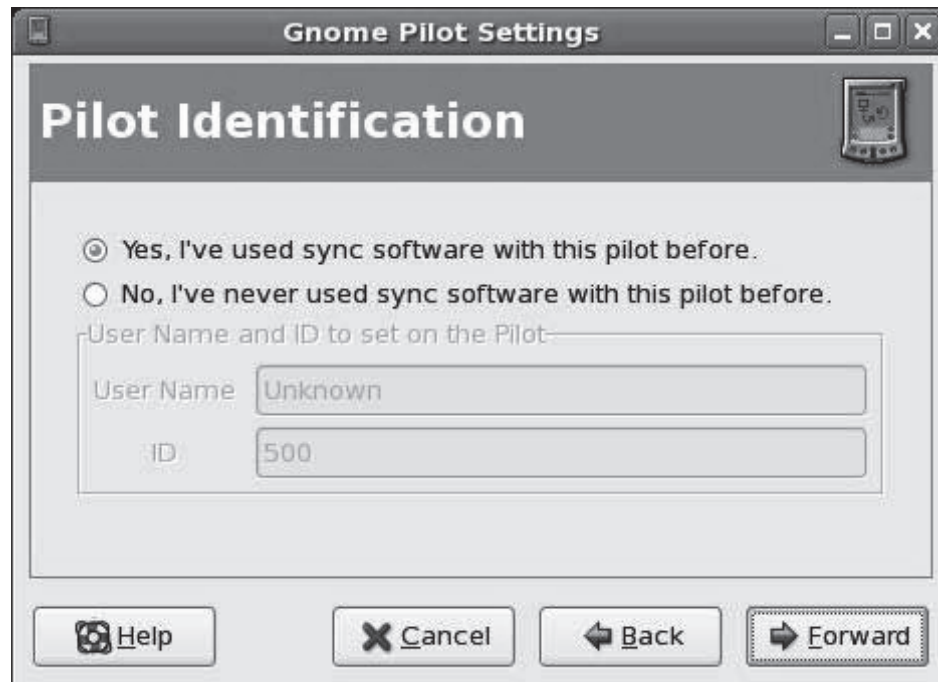 Gnome Pilot Settings
Pilot Identification
Yes, I've used sync software with this pilot before.
No, I've never used sync software with this pilot before.
User Name and ID to set on the Pilot
User Name Unknown
ID 500
Help Cancel Back Forward